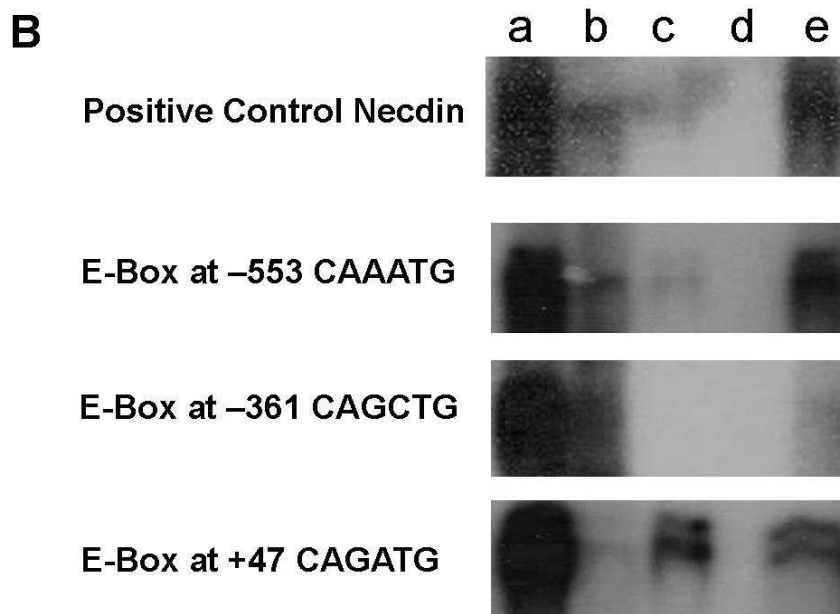 B
a b c d e
Positive Control Necdin
E-Box at –553 CAAATG
E-Box at –361 CAGCTG
E-Box at +47 CAGATG